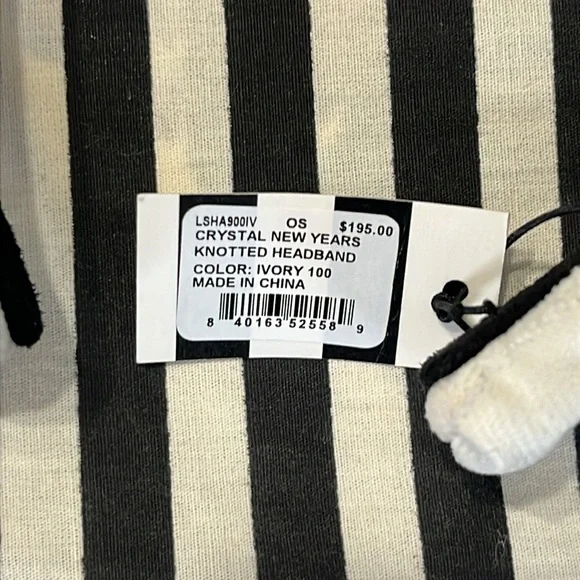 LSHA900IV OS $195.00
CRYSTAL NEW YEARS
KNOTTED HEADBAND
COLOR: IVORY 100
MADE IN CHINA
8 40163 52558 9